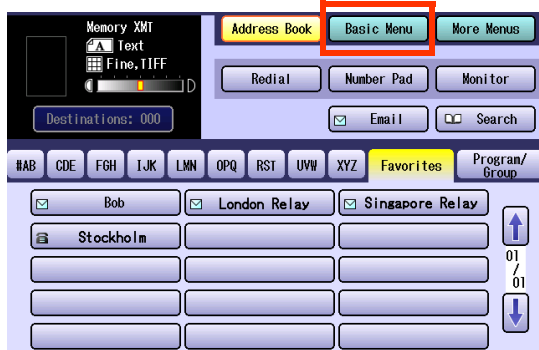 Memory XMT
A Text
Fine,TIFF
Destinations: 000
Address Book
Basic Menu
More Menus
Redial
Number Pad
Monitor
Email
Search
#AB
CDE
FGH
IJK
LMN
OPQ
RST
UVW
XYZ
Favorites
Program/
Group
Bob
London Relay
Singapore Relay
Stockholm
01
/
01